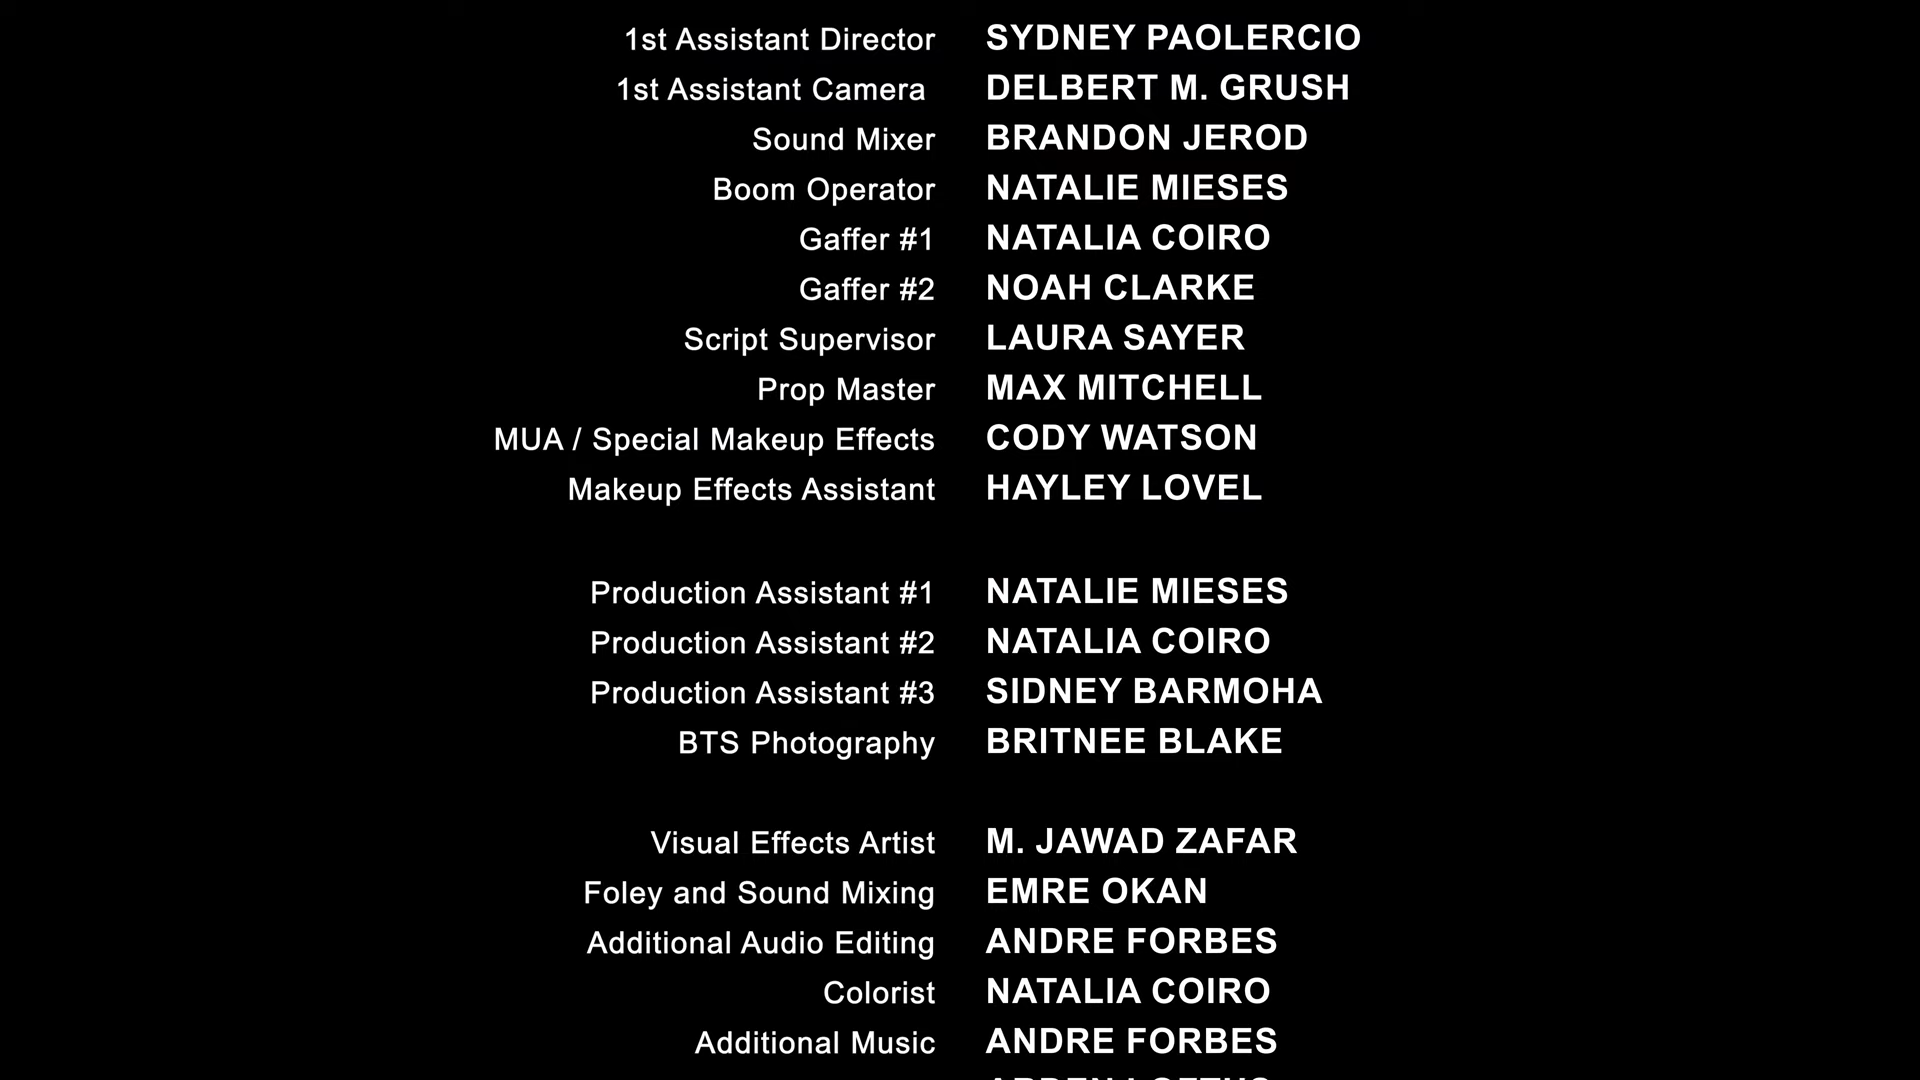 1st Assistant Director SYDNEY PAOLERCIO
1st Assistant Camera DELBERT M. GRUSH
Sound Mixer BRANDON JEROD
Boom Operator NATALIE MIESES
Gaffer #1 NATALIA COIRO
Gaffer #2 NOAH CLARKE
Script Supervisor LAURA SAYER
Prop Master MAX MITCHELL
MUA / Special Makeup Effects CODY WATSON
Makeup Effects Assistant HAYLEY LOVEL
Production Assistant #1 NATALIE MIESES
Production Assistant #2 NATALIA COIRO
Production Assistant #3 SIDNEY BARMOHA
BTS Photography BRITNEE BLAKE
Visual Effects Artist M. JAWAD ZAFAR
Foley and Sound Mixing EMRE OKAN
Additional Audio Editing ANDRE FORBES
Colorist NATALIA COIRO
Additional Music ANDRE FORBES